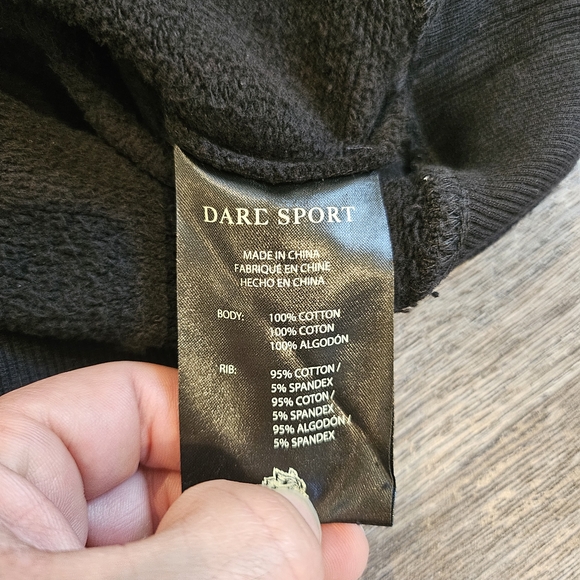 DARE SPORT
MADE IN CHINA
FABRIQUÉ EN CHINE
HECHO EN CHINA
BODY: 100% COTTON
100% COTON
100% ALGODÓN
RIB: 95% COTTON /
5% SPANDEX
95% COTON /
5% SPANDEX
95% ALGODÓN /
5% SPANDEX